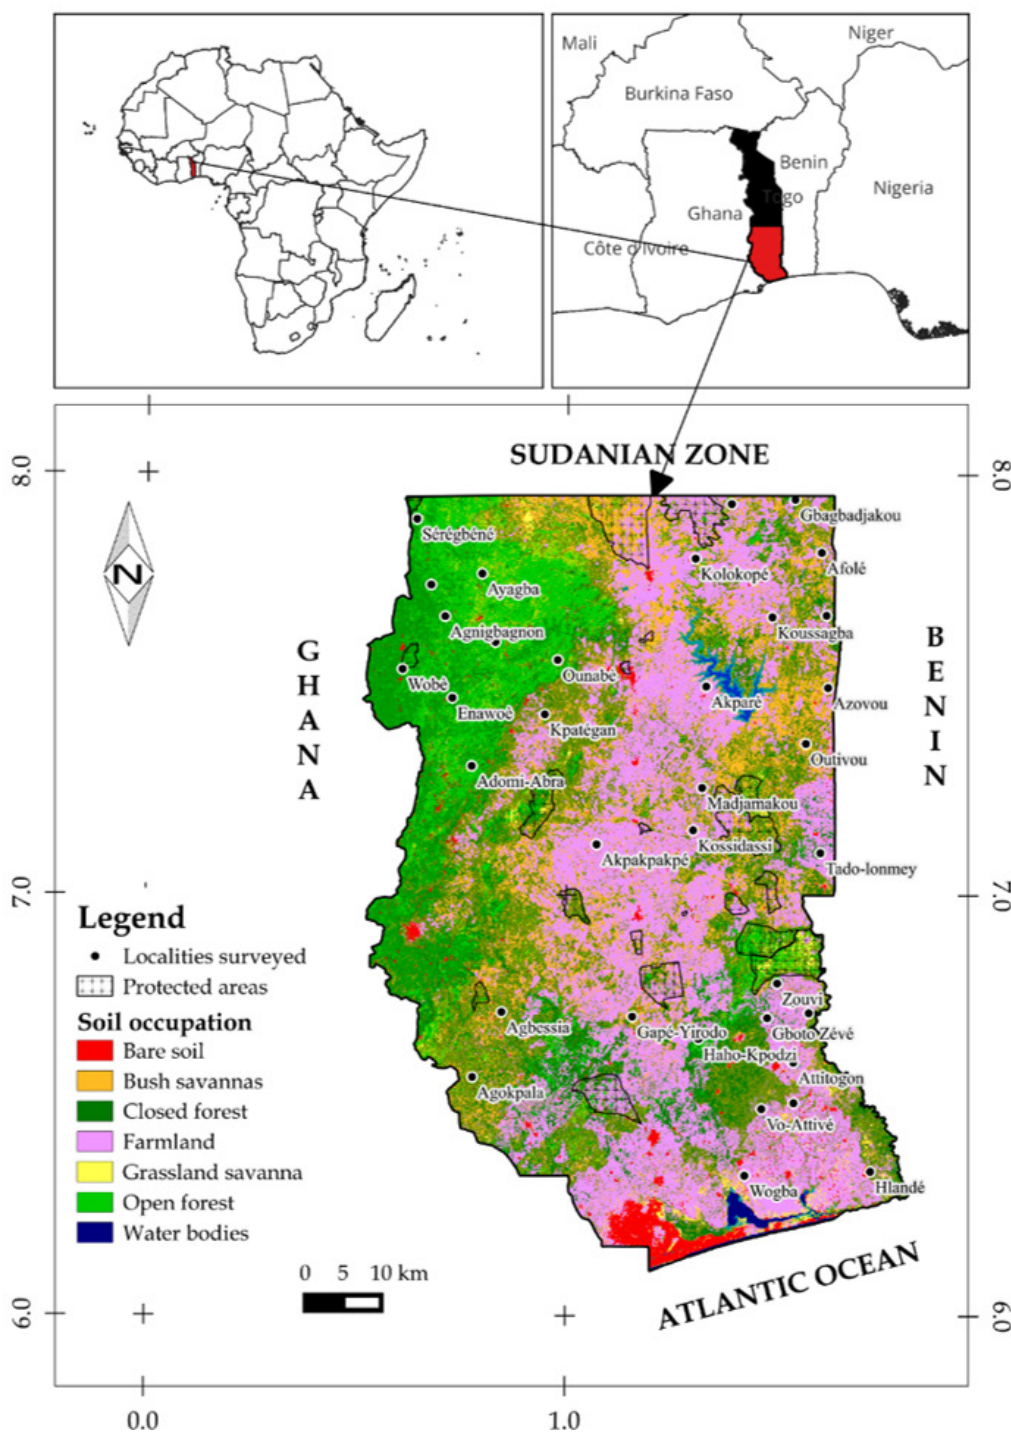 Mali
Niger
Burkina Faso
Benin
Togo
Nigeria
Ghana
Côte d'Ivoire
8.0
8.0
SUDANIAN ZONE
Gbagbadjakou
Sérégbéné
Kolokopé
Afolé
Ayagba
N
Agnigbagnon
Koussagba
GHANA
BENIN
Ounabé
Wobé
Akparé
Azovou
Enawoé
Kpatégan
Outivou
Adomi-Abra
Madjamakou
Kossidassi
Akpakpakpé
Tado-lonmey
7.0
7.0
Legend
Localities surveyed
Protected areas
Soil occupation
Bare soil
Bush savannas
Closed forest
Farmland
Grassland savanna
Open forest
Water bodies
Zouvi
Agbessia
Gapé-Yirodo
Gboto Zévé
Haho-Kpodzi
Attitogon
Agokpala
Vo-Attivé
Wogba
Hlandé
0 5 10 km
ATLANTIC OCEAN
6.0
6.0
0.0
1.0